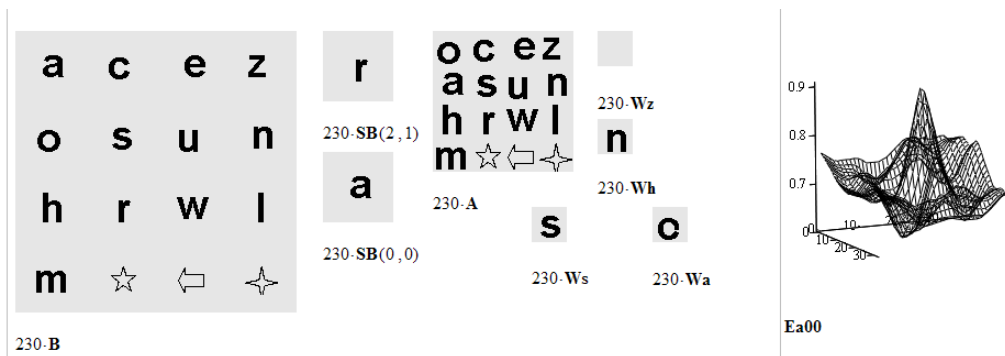 a c e z
o s u n
h r w l
m
230·B
r
230·SB(2,1)
a
230·SB(0,0)
o c e z
a s u n
h r w l
m
230·A
230·Wz
n
230·Wh
s
230·Ws
c
230·Wa
0.9
0.8
0.7
0
10
20
30
10
Ea00